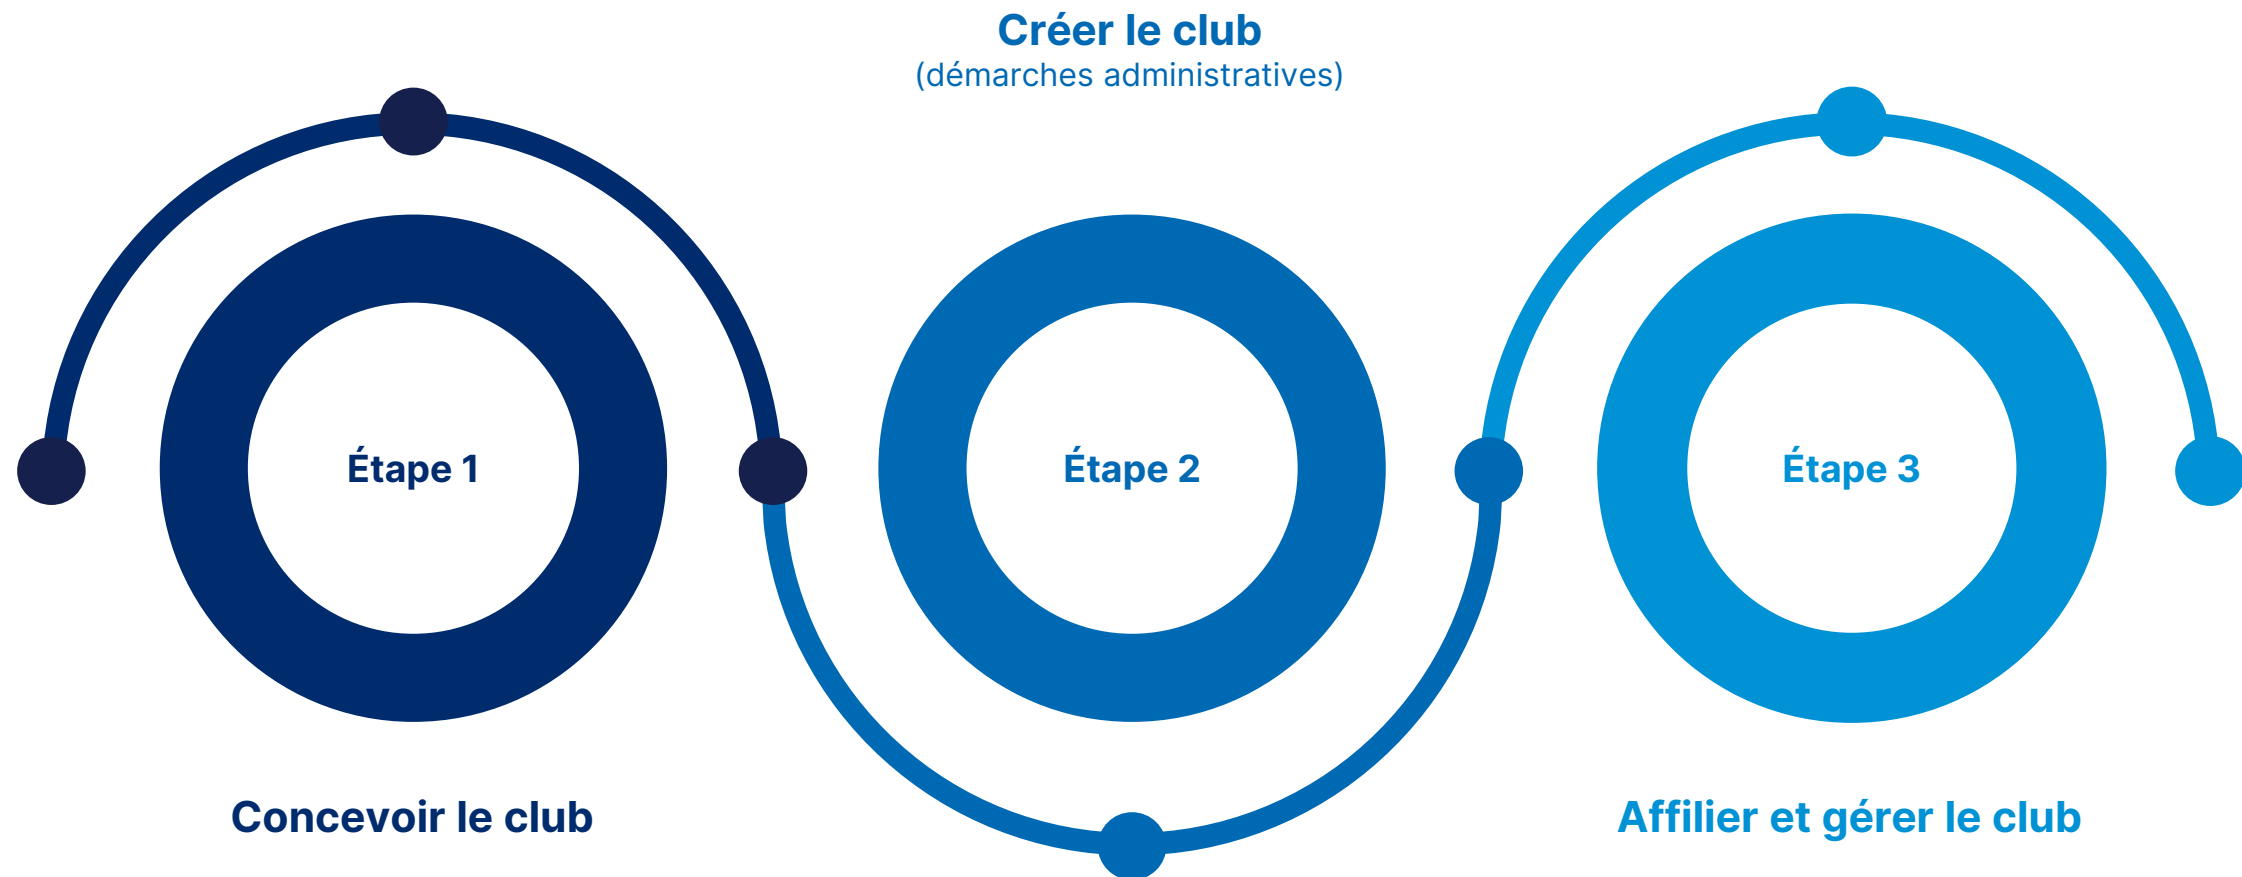 Créer le club
(démarches administratives)
Étape 1
Étape 2
Étape 3
Concevoir le club
Affilier et gérer le club